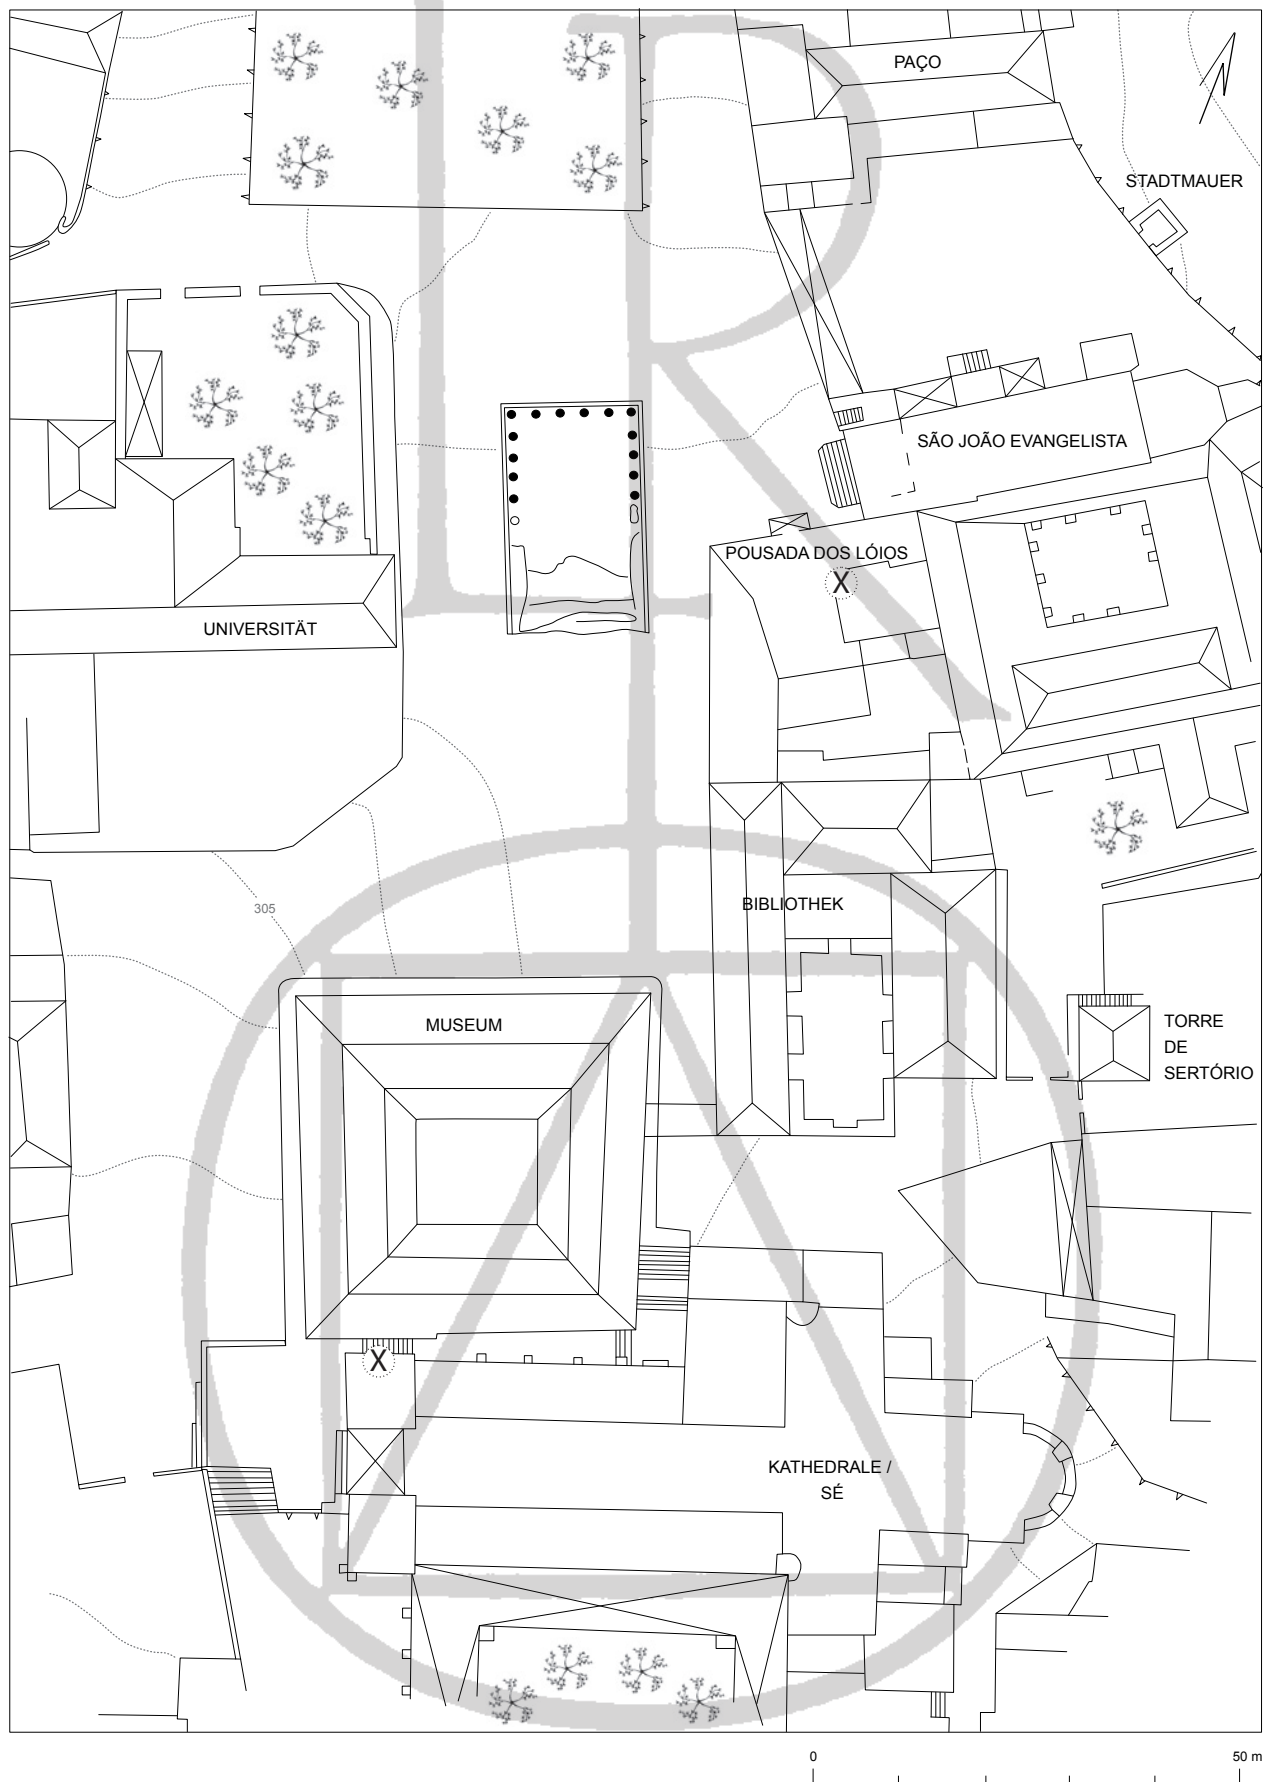 PAÇO
STADTMAUER
SÃO JOÃO EVANGELISTA
POUSADA DOS LÓIOS
X
UNIVERSITÄT
BIBLIOTHEK
305
MUSEUM
TORRE
DE
SERTÓRIO
X
KATHEDRALE /
SÉ
0 50 m